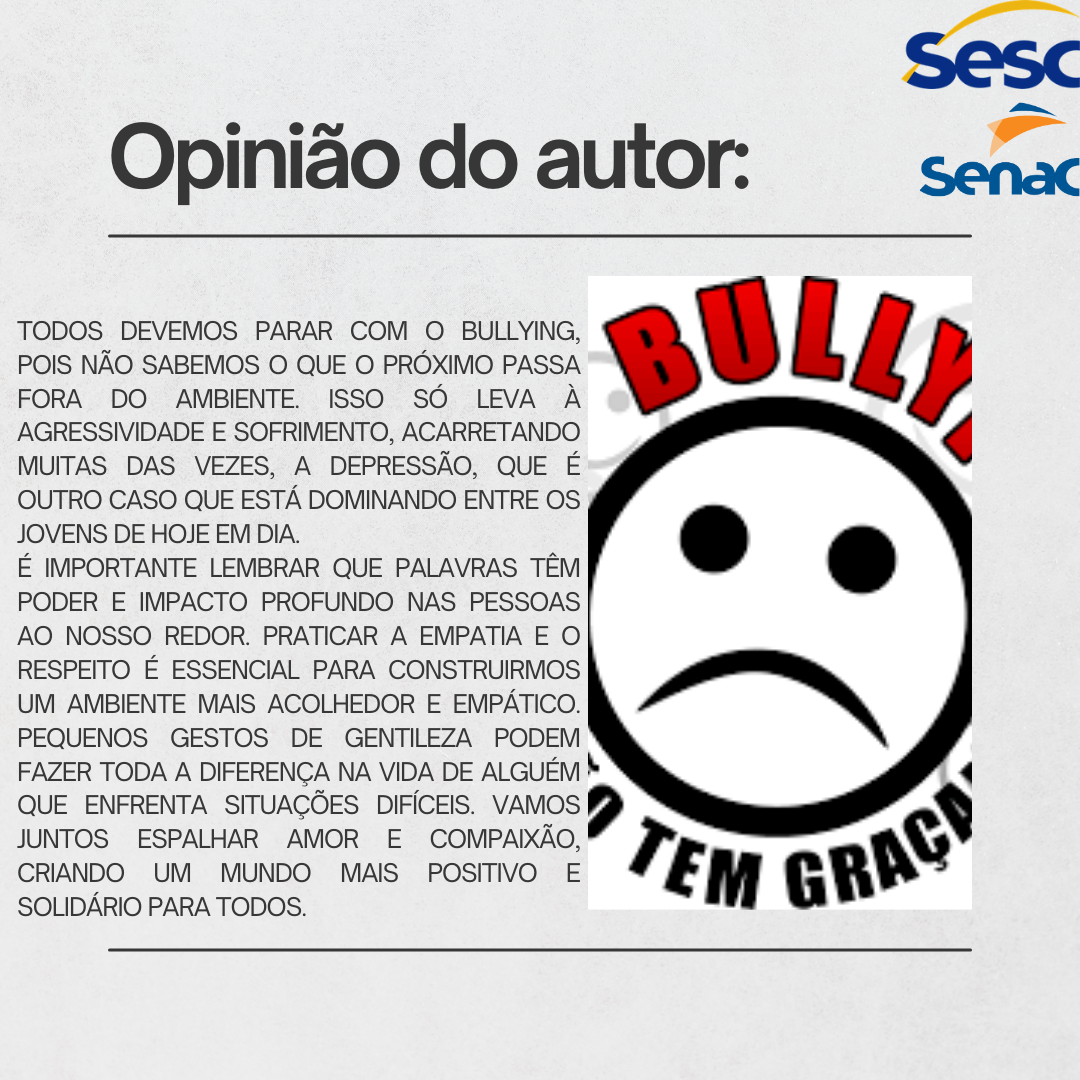 Sesc
Senac
Opinião do autor:
TODOS DEVEMOS PARAR COM O BULLYING,
POIS NÃO SABEMOS O QUE O PRÓXIMO PASSA
FORA DO AMBIENTE. ISSO SÓ LEVA À
AGRESSIVIDADE E SOFRIMENTO, ACARRETANDO
MUITAS DAS VEZES, A DEPRESSÃO, QUE É
OUTRO CASO QUE ESTÁ DOMINANDO ENTRE OS
JOVENS DE HOJE EM DIA.
É IMPORTANTE LEMBRAR QUE PALAVRAS TÊM
PODER E IMPACTO PROFUNDO NAS PESSOAS
AO NOSSO REDOR. PRATICAR A EMPATIA E O
RESPEITO É ESSENCIAL PARA CONSTRUIRMOS
UM AMBIENTE MAIS ACOLHEDOR E EMPÁTICO.
PEQUENOS GESTOS DE GENTILEZA PODEM
FAZER TODA A DIFERENÇA NA VIDA DE ALGUÉM
QUE ENFRENTA SITUAÇÕES DIFÍCEIS. VAMOS
JUNTOS ESPALHAR AMOR E COMPAIXÃO,
CRIANDO UM MUNDO MAIS POSITIVO E
SOLIDÁRIO PARA TODOS.
BULLY
TEM GRAÇA